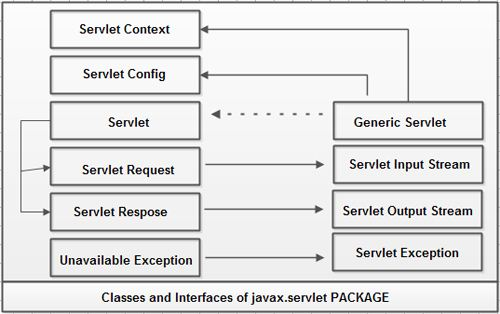 Servlet Context
Servlet Config
Servlet
Generic Servlet
Servlet Request
Servlet Input Stream
Servlet Respose
Servlet Output Stream
Unavailable Exception
Servlet Exception
Classes and Interfaces of javax.servlet PACKAGE